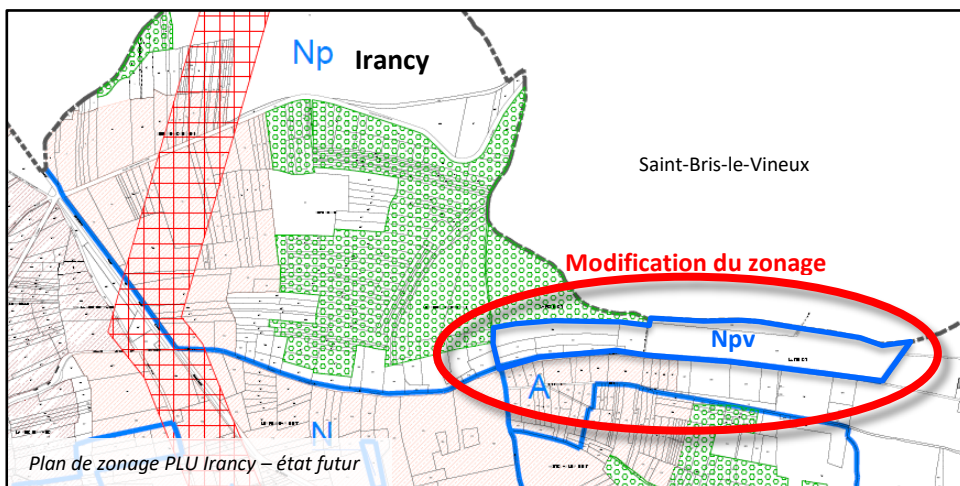 Np Irancy
Saint-Bris-le-Vineux
Modification du zonage
Npv
A
N
Plan de zonage PLU Irancy – état futur